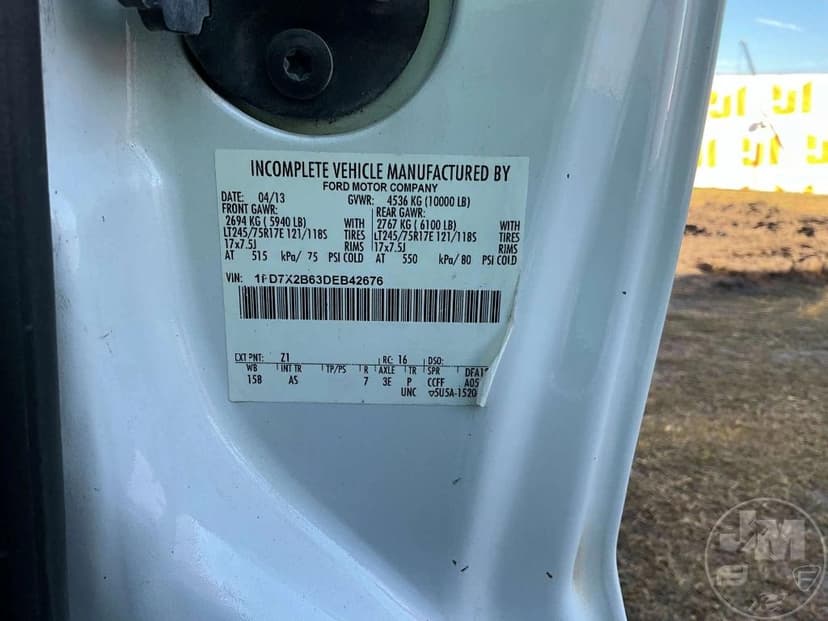 INCOMPLETE VEHICLE MANUFACTURED BY
FORD MOTOR COMPANY
DATE: 04/13 GVWR: 4536 KG (10000 LB)
FRONT GAWR: REAR GAWR:
2694 KG ( 5940 LB) WITH 2767 KG ( 6100 LB) WITH
LT245/75R17E 121/118S TIRES LT245/75R17E 121/118S TIRES
17x7.5J RIMS 17x7.5J RIMS
AT 515 kPa/ 75 PSI COLD AT 550 kPa/ 80 PSI COLD
VIN: 1FD7X2B63DEB42676
EXT PNT: Z1 RC: 16 DSO:
WB INT TR TP/PS R AXLE TR SPR
158 AS 7 3E P CCFF A05
UNC ▽5U5A-1520
JM